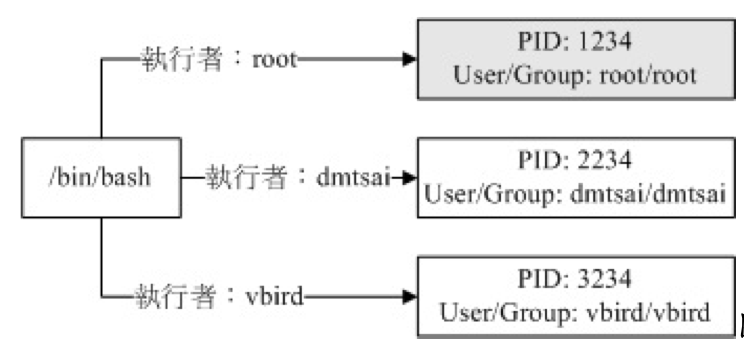 執行者：root
PID: 1234
User/Group: root/root
/bin/bash
執行者：dmtsai
PID: 2234
User/Group: dmtsai/dmtsai
執行者：vbird
PID: 3234
User/Group: vbird/vbird